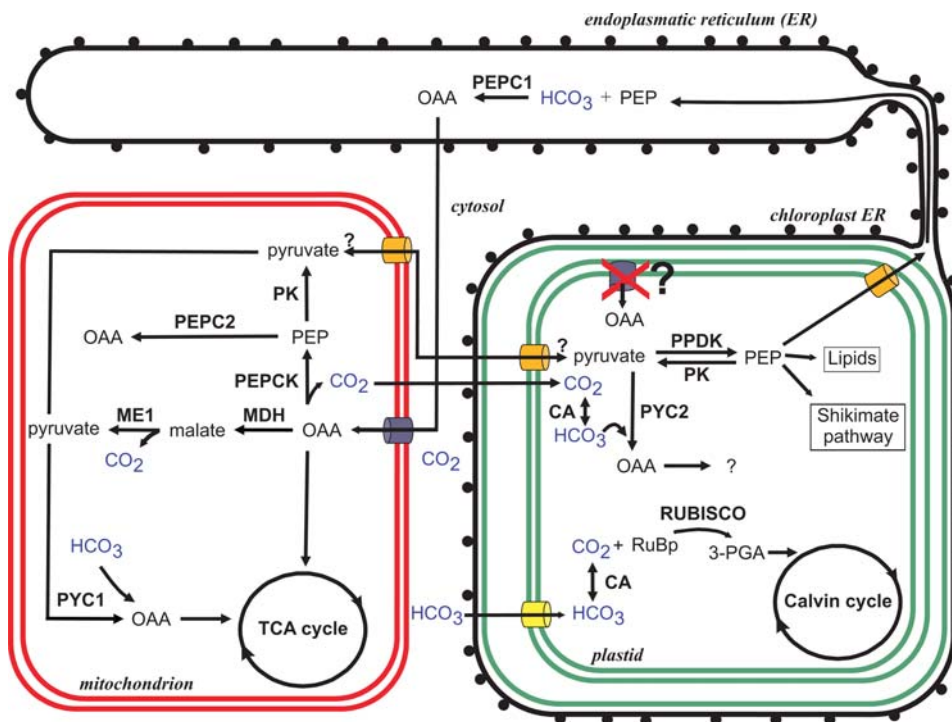 endoplasmatic reticulum (ER)
OAA
PEPC1
HCO3 + PEP
cytosol
chloroplast ER
pyruvate
?
PK
PEPC2
OAA
PEP
PEPCK
CO2
ME1
MDH
pyruvate
malate
OAA
CO2
CO2
HCO3
PYC1
OAA
TCA cycle
mitochondrion
?
OAA
?
pyruvate
PPDK
PK
PEP
Lipids
CO2
CA
PYC2
HCO3
Shikimate
pathway
OAA
?
RUBISCO
CO2 + RuBp
3-PGA
CA
HCO3
HCO3
Calvin cycle
plastid